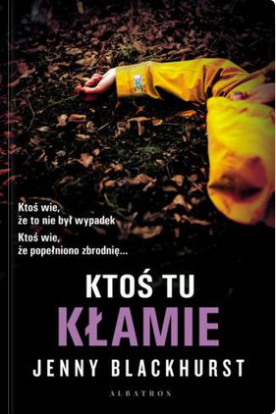 Ktoś wie,
że to nie był wypadek
Ktoś wie,
że popełniono zbrodnię...
KTOŚ TU
KŁAMIE
JENNY BLACKHURST
ALBATROS